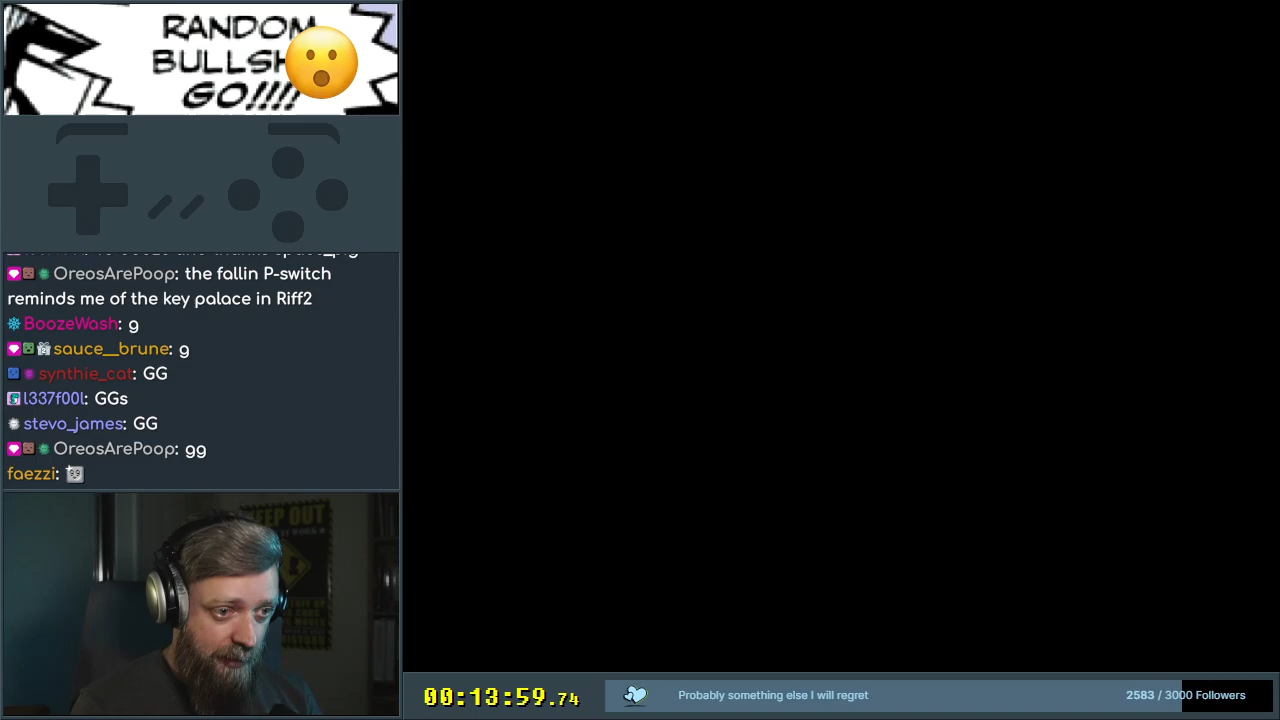 RANDOM
BULLSH
GO!!!!
OreosArePoop: the fallin P-switch
reminds me of the key palace in Riff2
BoozeWash: g
sauce__brune: g
synthie_cat: GG
l337f00l: GGs
stevo_james: GG
OreosArePoop: gg
faezzi:
KEEP OUT
00:13:59.74
Probably something else I will regret
2583 / 3000 Followers